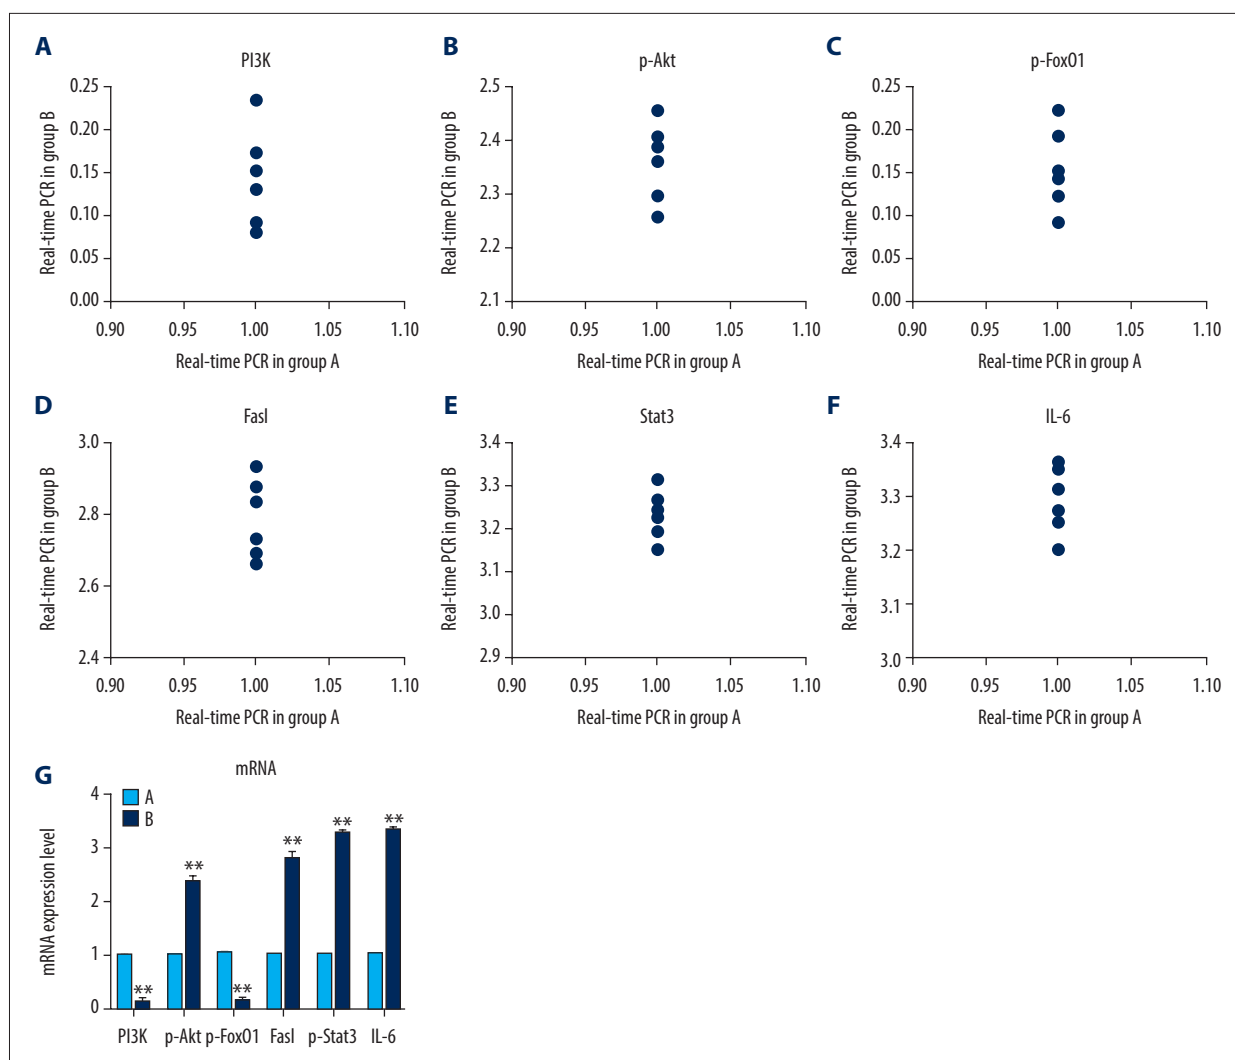 A
PI3K
Real-time PCR in group B
0.25
0.20
0.15
0.10
0.05
0.00
0.90 0.95 1.00 1.05 1.10
Real-time PCR in group A
B
p-Akt
Real-time PCR in group B
2.5
2.4
2.3
2.2
2.1
0.90 0.95 1.00 1.05 1.10
Real-time PCR in group A
C
p-FoxO1
Real-time PCR in group B
0.25
0.20
0.15
0.10
0.05
0.00
0.90 0.95 1.00 1.05 1.10
Real-time PCR in group A
D
Fasl
Real-time PCR in group B
3.0
2.8
2.6
2.4
0.90 0.95 1.00 1.05 1.10
Real-time PCR in group A
E
Stat3
Real-time PCR in group B
3.4
3.3
3.2
3.1
3.0
2.9
0.90 0.95 1.00 1.05 1.10
Real-time PCR in group A
F
IL-6
Real-time PCR in group B
3.4
3.3
3.2
3.1
3.0
0.90 0.95 1.00 1.05 1.10
Real-time PCR in group A
G
mRNA
mRNA expression level
4
3
2
1
0
A
B
** ** ** ** ** **
PI3K p-Akt p-FoxO1 Fasl p-Stat3 IL-6